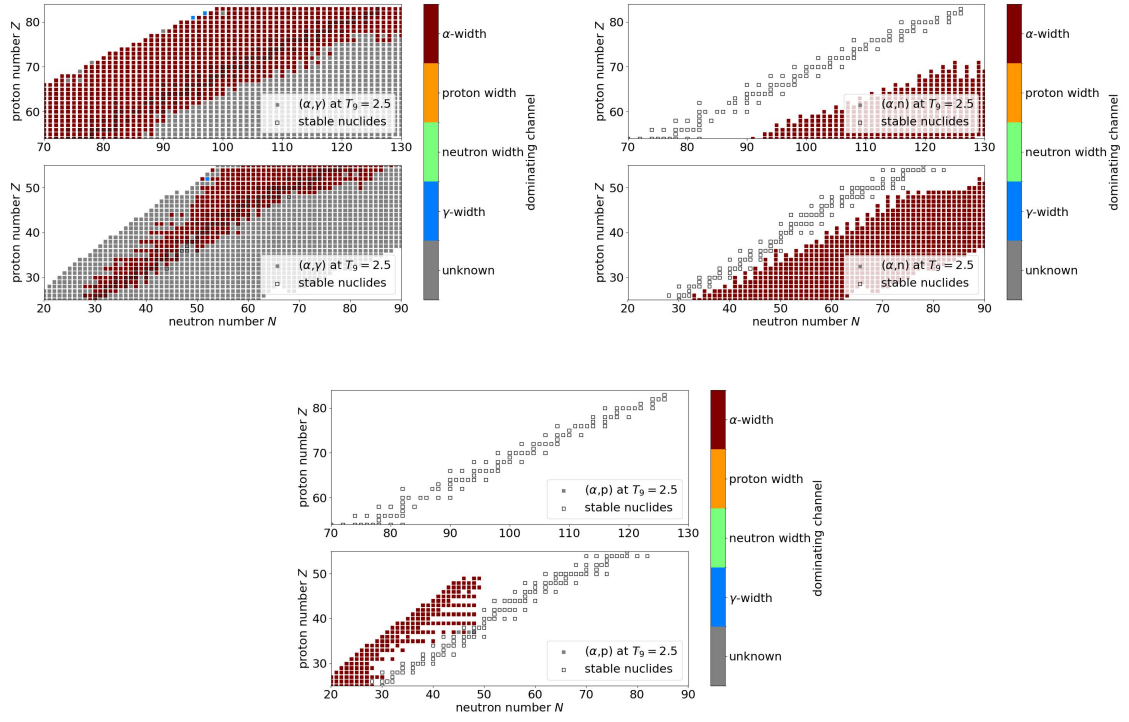 proton number Z
80
70
60
70 80 90 100 110 120 130
(α,γ) at T₉ = 2.5
stable nuclides
proton number Z
50
40
30
20 30 40 50 60 70 80 90
neutron number N
(α,γ) at T₉ = 2.5
stable nuclides
α-width
proton width
neutron width
γ-width
unknown
dominating channel
proton number Z
80
70
60
70 80 90 100 110 120 130
(α,n) at T₉ = 2.5
stable nuclides
proton number Z
50
40
30
20 30 40 50 60 70 80 90
neutron number N
(α,n) at T₉ = 2.5
stable nuclides
α-width
proton width
neutron width
γ-width
unknown
dominating channel
proton number Z
80
70
60
70 80 90 100 110 120 130
(α,p) at T₉ = 2.5
stable nuclides
proton number Z
50
40
30
20 30 40 50 60 70 80 90
neutron number N
(α,p) at T₉ = 2.5
stable nuclides
α-width
proton width
neutron width
γ-width
unknown
dominating channel